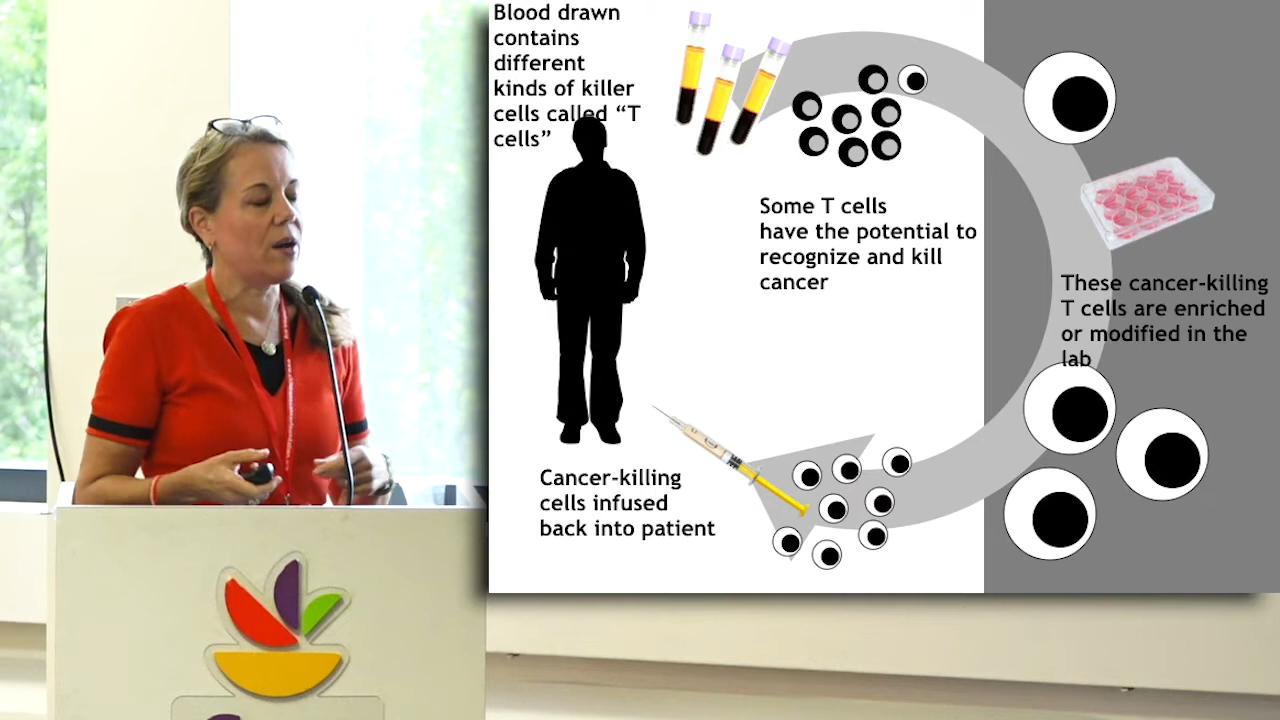 Blood drawn
contains
different
kinds of killer
cells called “T
cells”
Some T cells
have the potential to
recognize and kill
cancer
These cancer-killing
T cells are enriched
or modified in the
lab
Cancer-killing
cells infused
back into patient